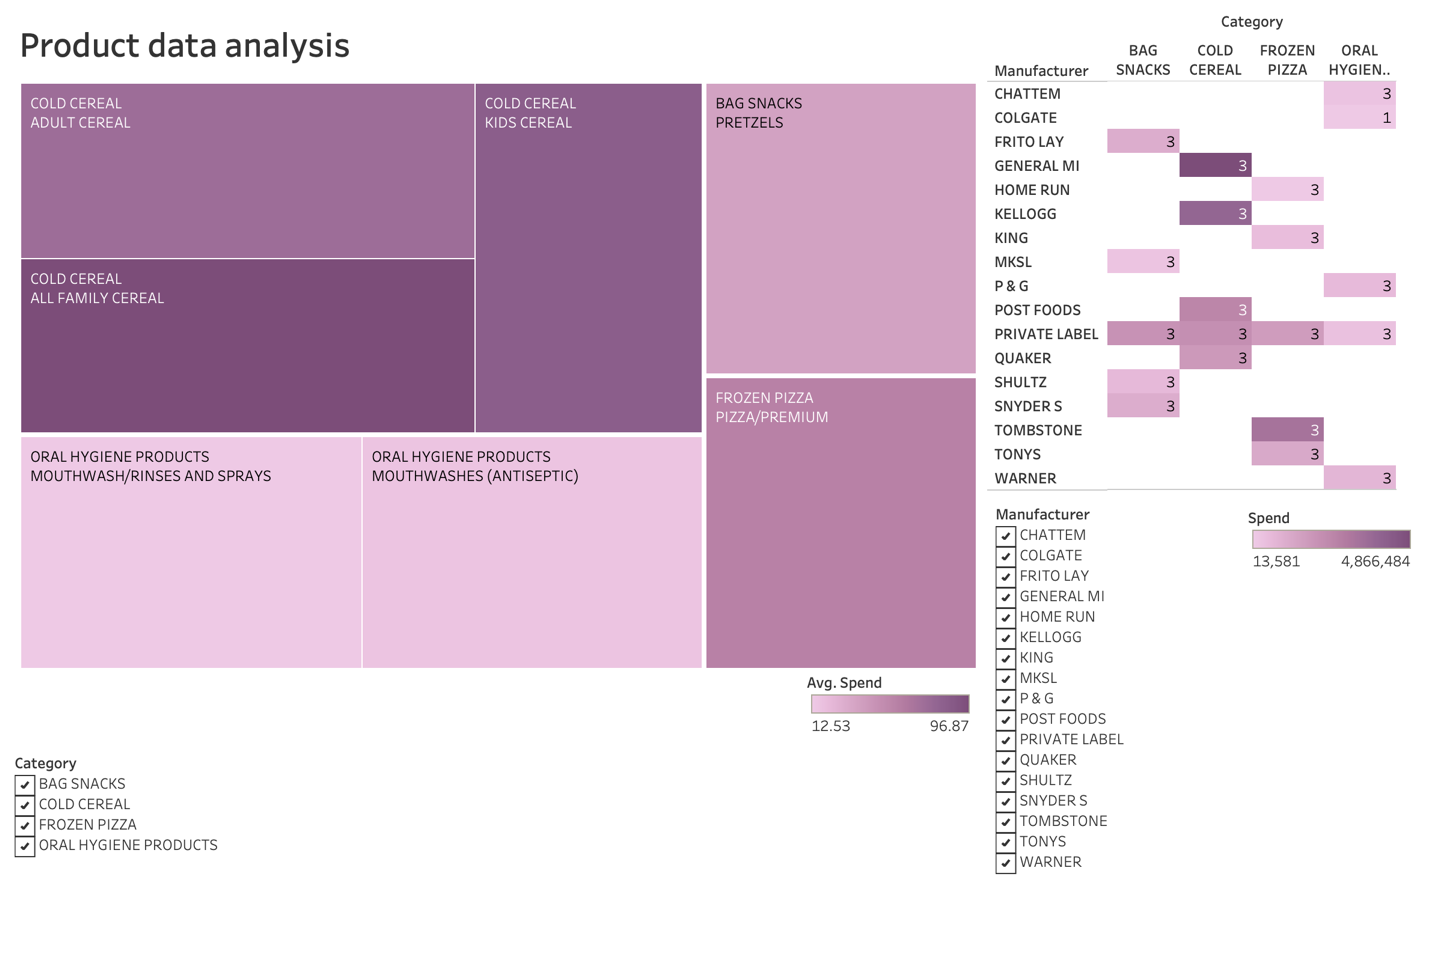 Product data analysis
COLD CEREAL
ADULT CEREAL
COLD CEREAL
KIDS CEREAL
COLD CEREAL
ALL FAMILY CEREAL
BAG SNACKS
PRETZELS
FROZEN PIZZA
PIZZA/PREMIUM
ORAL HYGIENE PRODUCTS
MOUTHWASH/RINSES AND SPRAYS
ORAL HYGIENE PRODUCTS
MOUTHWASHES (ANTISEPTIC)
Avg. Spend
12.53 96.87
Category
BAG SNACKS
COLD CEREAL
FROZEN PIZZA
ORAL HYGIENE PRODUCTS
Category
BAG COLD FROZEN ORAL
Manufacturer SNACKS CEREAL PIZZA HYGIEN..
CHATTEM 3
COLGATE 1
FRITO LAY 3
GENERAL MI 3
HOME RUN 3
KELLOGG 3
KING 3
MKSL 3
P & G 3
POST FOODS 3
PRIVATE LABEL 3 3 3 3
QUAKER 3
SHULTZ 3
SNYDER S 3
TOMBSTONE 3
TONYS 3
WARNER 3
Manufacturer
CHATTEM
COLGATE
FRITO LAY
GENERAL MI
HOME RUN
KELLOGG
KING
MKSL
P & G
POST FOODS
PRIVATE LABEL
QUAKER
SHULTZ
SNYDER S
TOMBSTONE
TONYS
WARNER
Spend
13,581 4,866,484